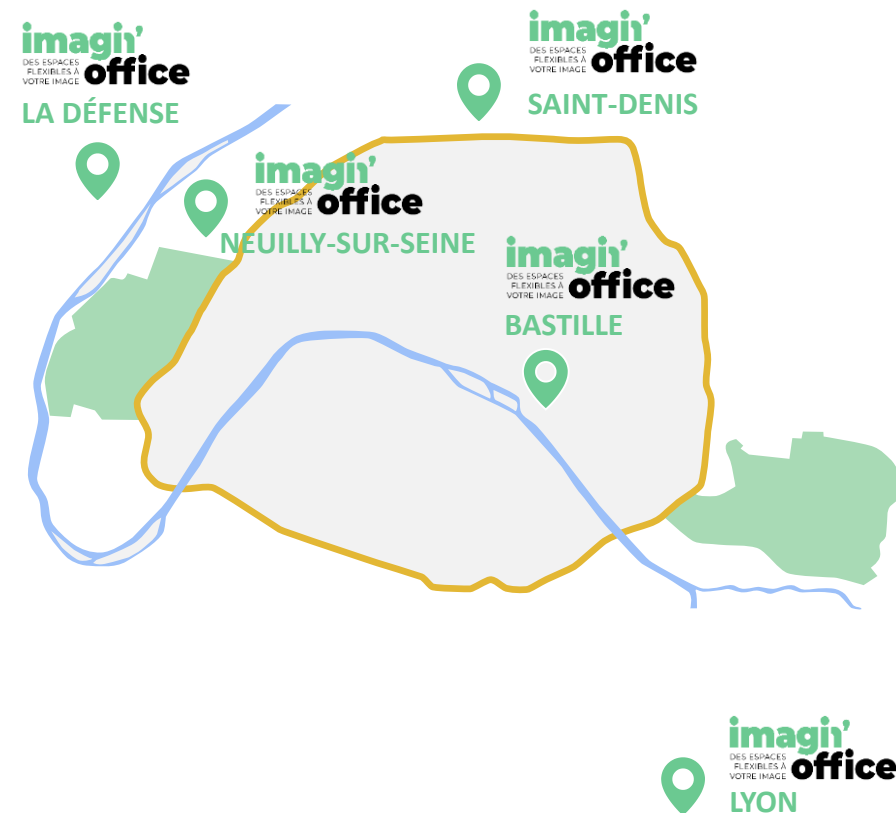 imagin'
DES ESPACES
FLEXIBLES À
VOTRE IMAGE
office
LA DÉFENSE
imagin'
DES ESPACES
FLEXIBLES À
VOTRE IMAGE
office
SAINT-DENIS
imagin'
DES ESPACES
FLEXIBLES À
VOTRE IMAGE
office
NEUILLY-SUR-SEINE
imagin'
DES ESPACES
FLEXIBLES À
VOTRE IMAGE
office
BASTILLE
imagin'
DES ESPACES
FLEXIBLES À
VOTRE IMAGE
office
LYON